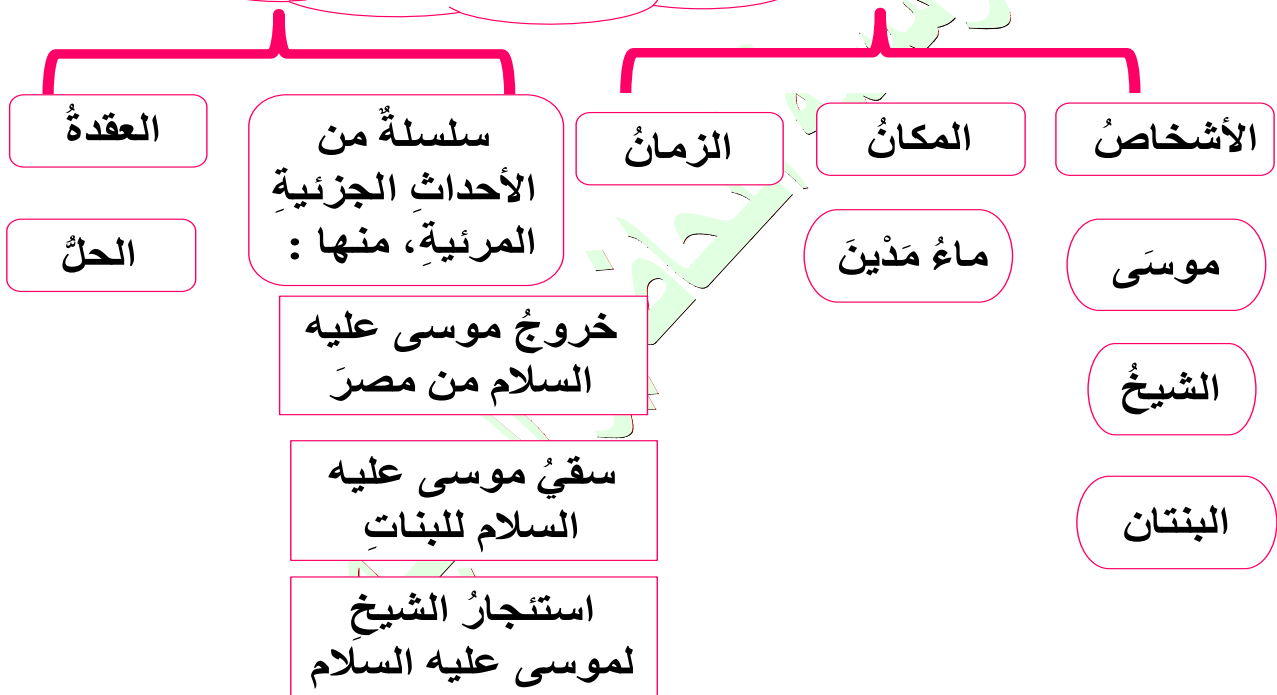 الأشخاصُ
المكانُ
الزمانُ
سلسلةٌ من
الأحداثِ الجزئيةِ
المرئيةِ، منها :
العقدةُ
موسَى
ماءُ مَدْينَ
الحلُّ
خروجُ موسى عليه
السلام من مصرَ
الشيخُ
سقيُ موسى عليه
السلام للبناتِ
البنتان
استئجارُ الشيخِ
لموسى عليه السلام